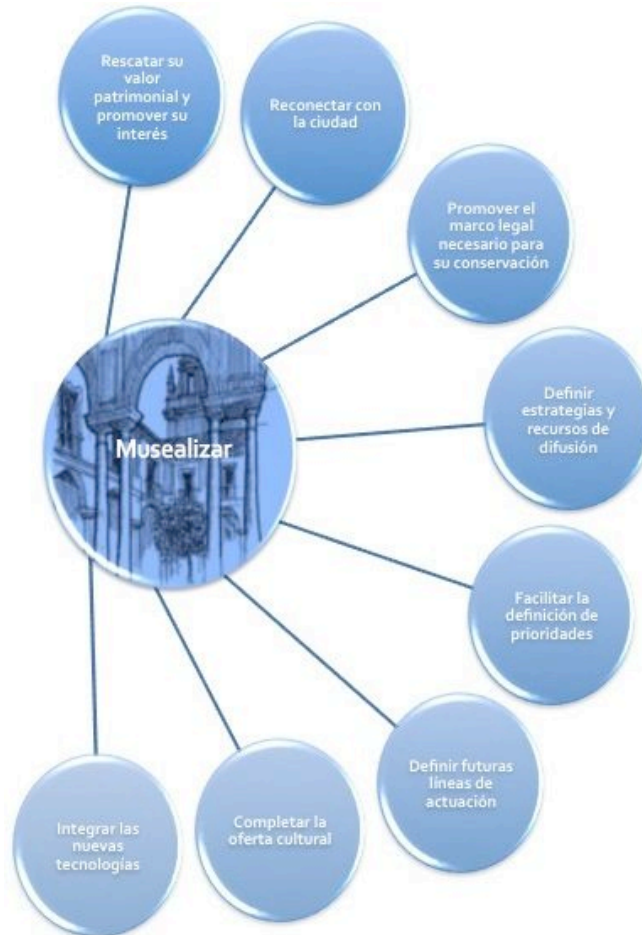 Rescatar su
valor
patrimonial y
promover su
interés
Reconectar con
la ciudad
Promover el
marco legal
necesario para
su conservación
Definir
estrategias y
recursos de
difusión
Musealizar
Facilitar la
definición de
prioridades
Definir futuras
líneas de
actuación
Completar la
oferta cultural
Integrar las
nuevas
tecnologías